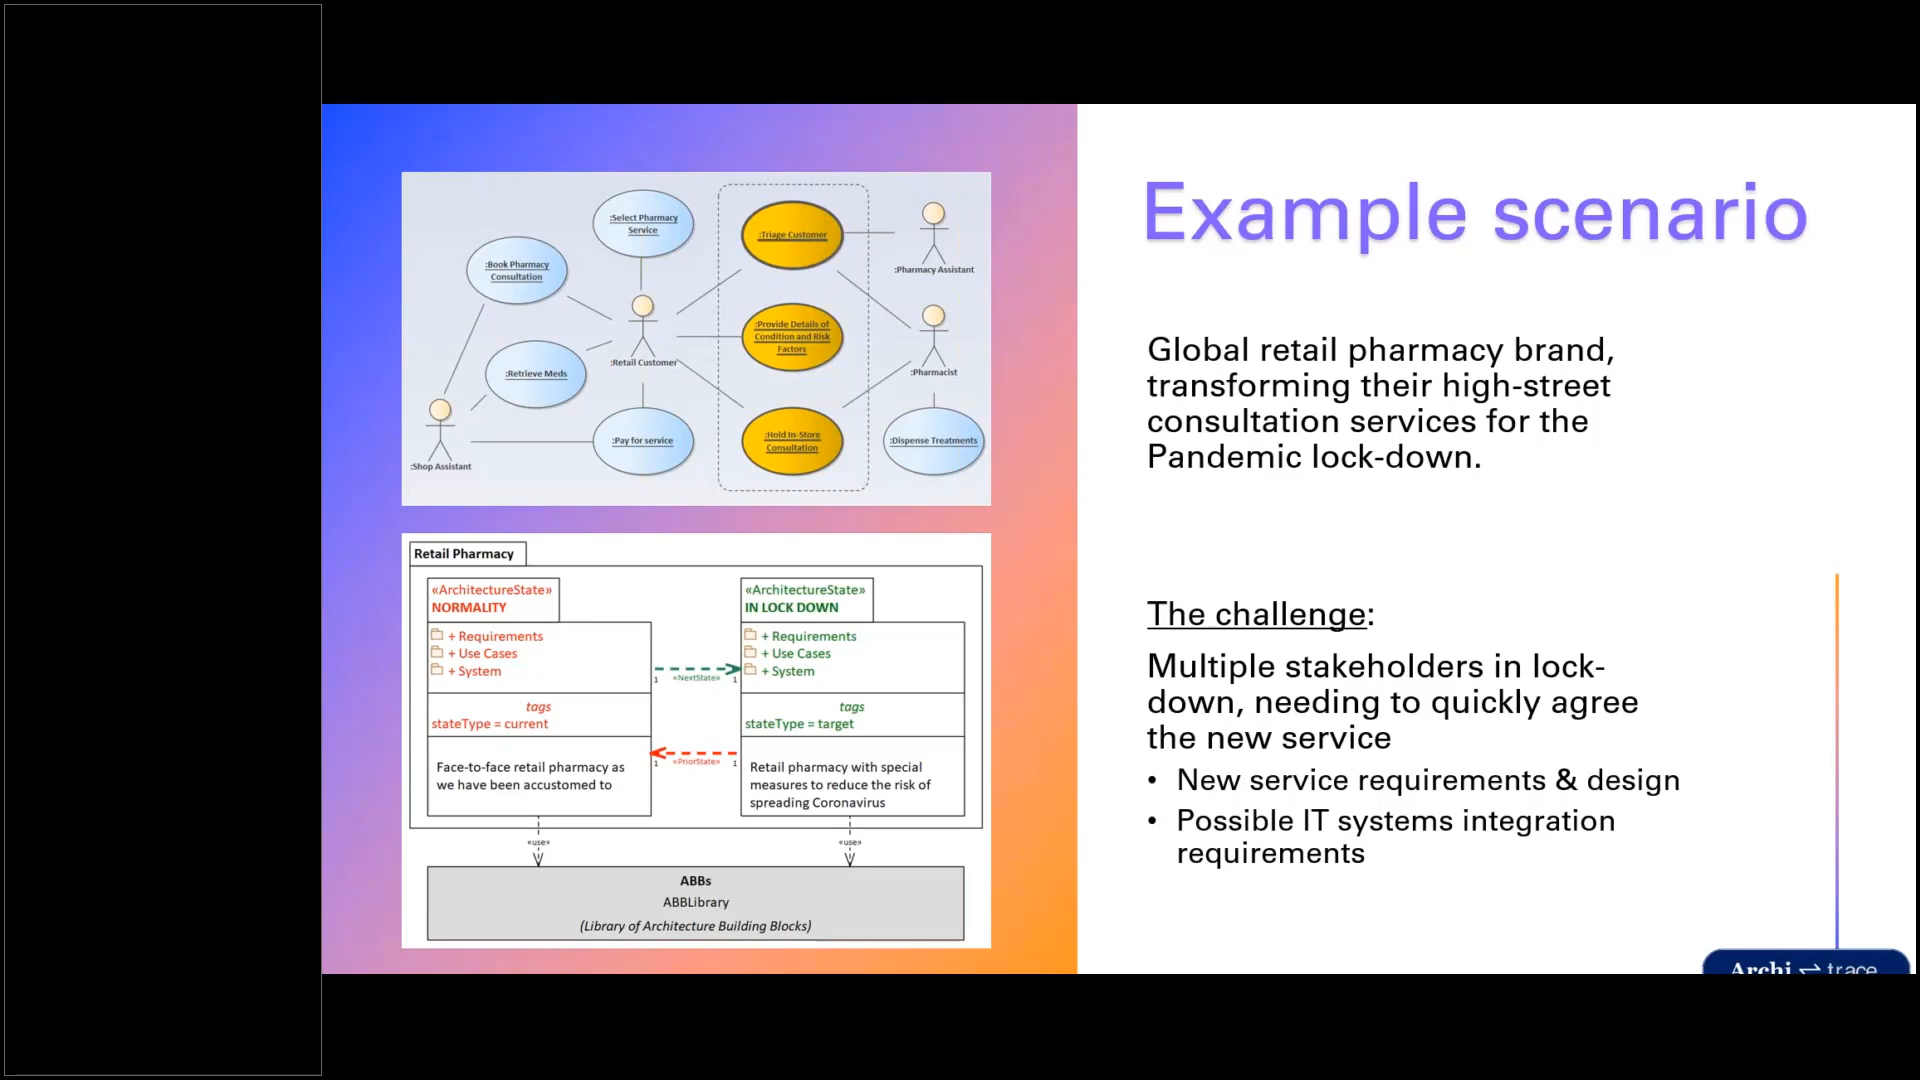 :Select Pharmacy
Service
:Triage Customer
:Book Pharmacy
Consultation
:Pharmacy Assistant
:Provide Details of
Condition and Risk
Factors
:Retail Customer
:Retrieve Meds
:Pharmacist
:Shop Assistant
:Pay for service
:Hold In-Store
Consultation
:Dispense Treatments
Retail Pharmacy
«ArchitectureState»
NORMALITY
+ Requirements
+ Use Cases
+ System
tags
stateType = current
Face-to-face retail pharmacy as
we have been accustomed to
«NextState»
1
1
«PriorState»
1
1
«ArchitectureState»
IN LOCK DOWN
+ Requirements
+ Use Cases
+ System
tags
stateType = target
Retail pharmacy with special
measures to reduce the risk of
spreading Coronavirus
«use»
«use»
ABBs
ABBLibrary
(Library of Architecture Building Blocks)
Example scenario
Global retail pharmacy brand,
transforming their high-street
consultation services for the
Pandemic lock-down.
The challenge:
Multiple stakeholders in lock-
down, needing to quickly agree
the new service
• New service requirements & design
• Possible IT systems integration
requirements
Archi ⇌ trace